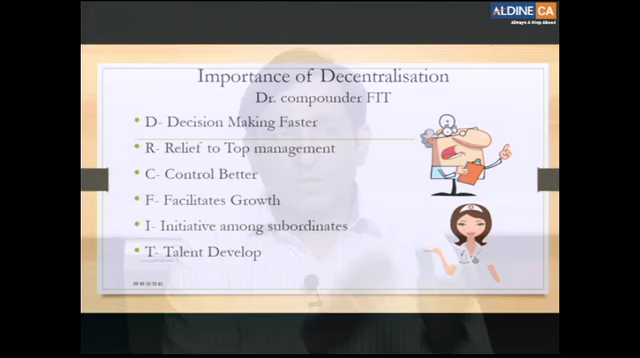 ALDINE CA
Always A Step Ahead
Importance of Decentralisation
Dr. compounder FIT
• D- Decision Making Faster
• R- Relief to Top management
• C- Control Better
• F- Facilitates Growth
• I- Initiative among subordinates
• T- Talent Develop